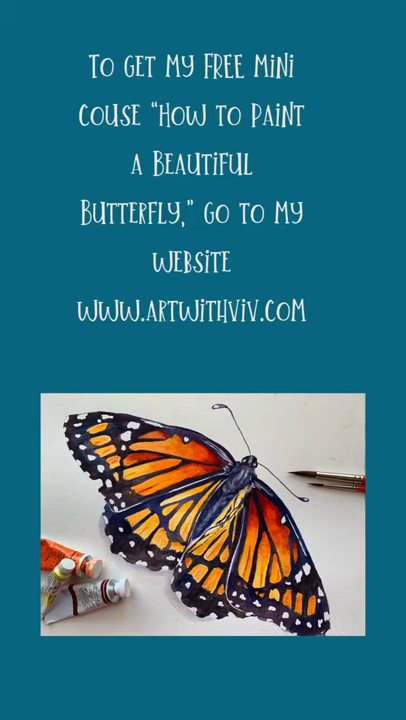 TO GET MY FREE MINI
COUSE “HOW TO PAINT
A BEAUTIFUL
BUTTERFLY,” GO TO MY
WEBSITE
WWW.ARTWITHVIV.COM